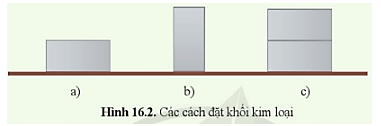 a) b) c)
Hình 16.2. Các cách đặt khối kim loại